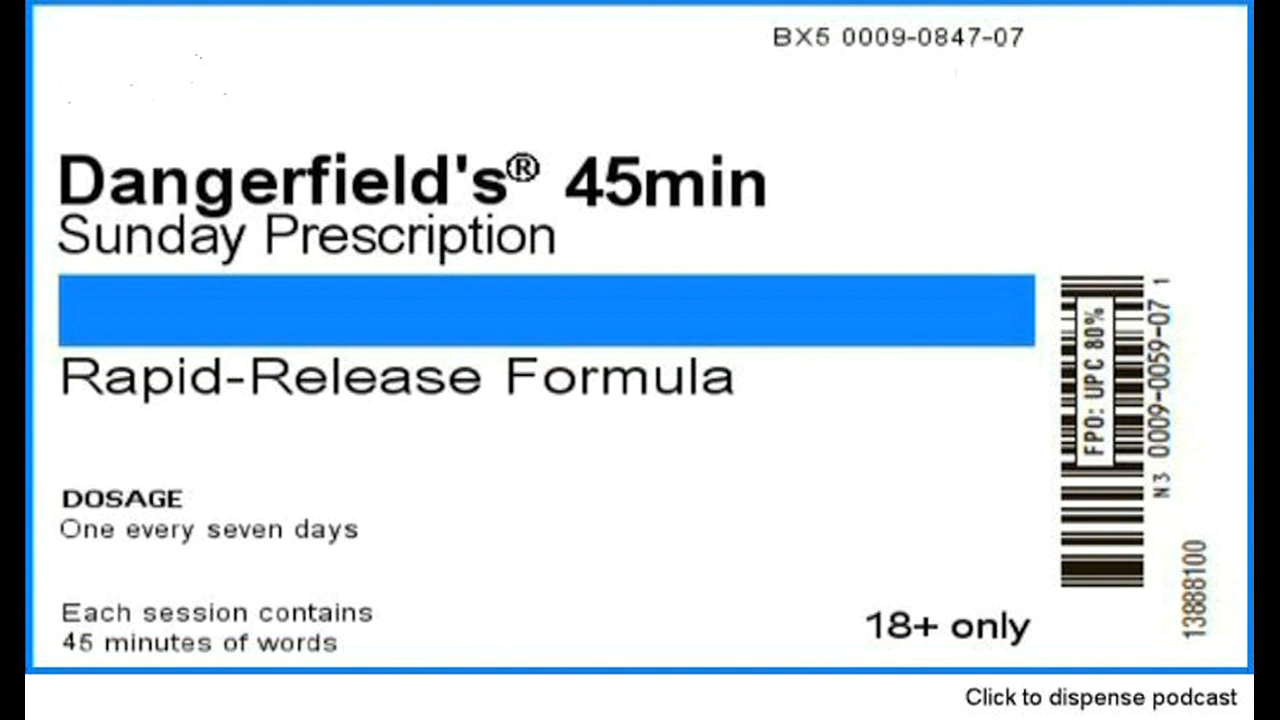 BX5 0009-0847-07
Dangerfield's® 45min
Sunday Prescription
Rapid-Release Formula
DOSAGE
One every seven days
Each session contains
45 minutes of words
18+ only
FPO: UPC 80%
N3 0009-0059-07 1
13888100
Click to dispense podcast